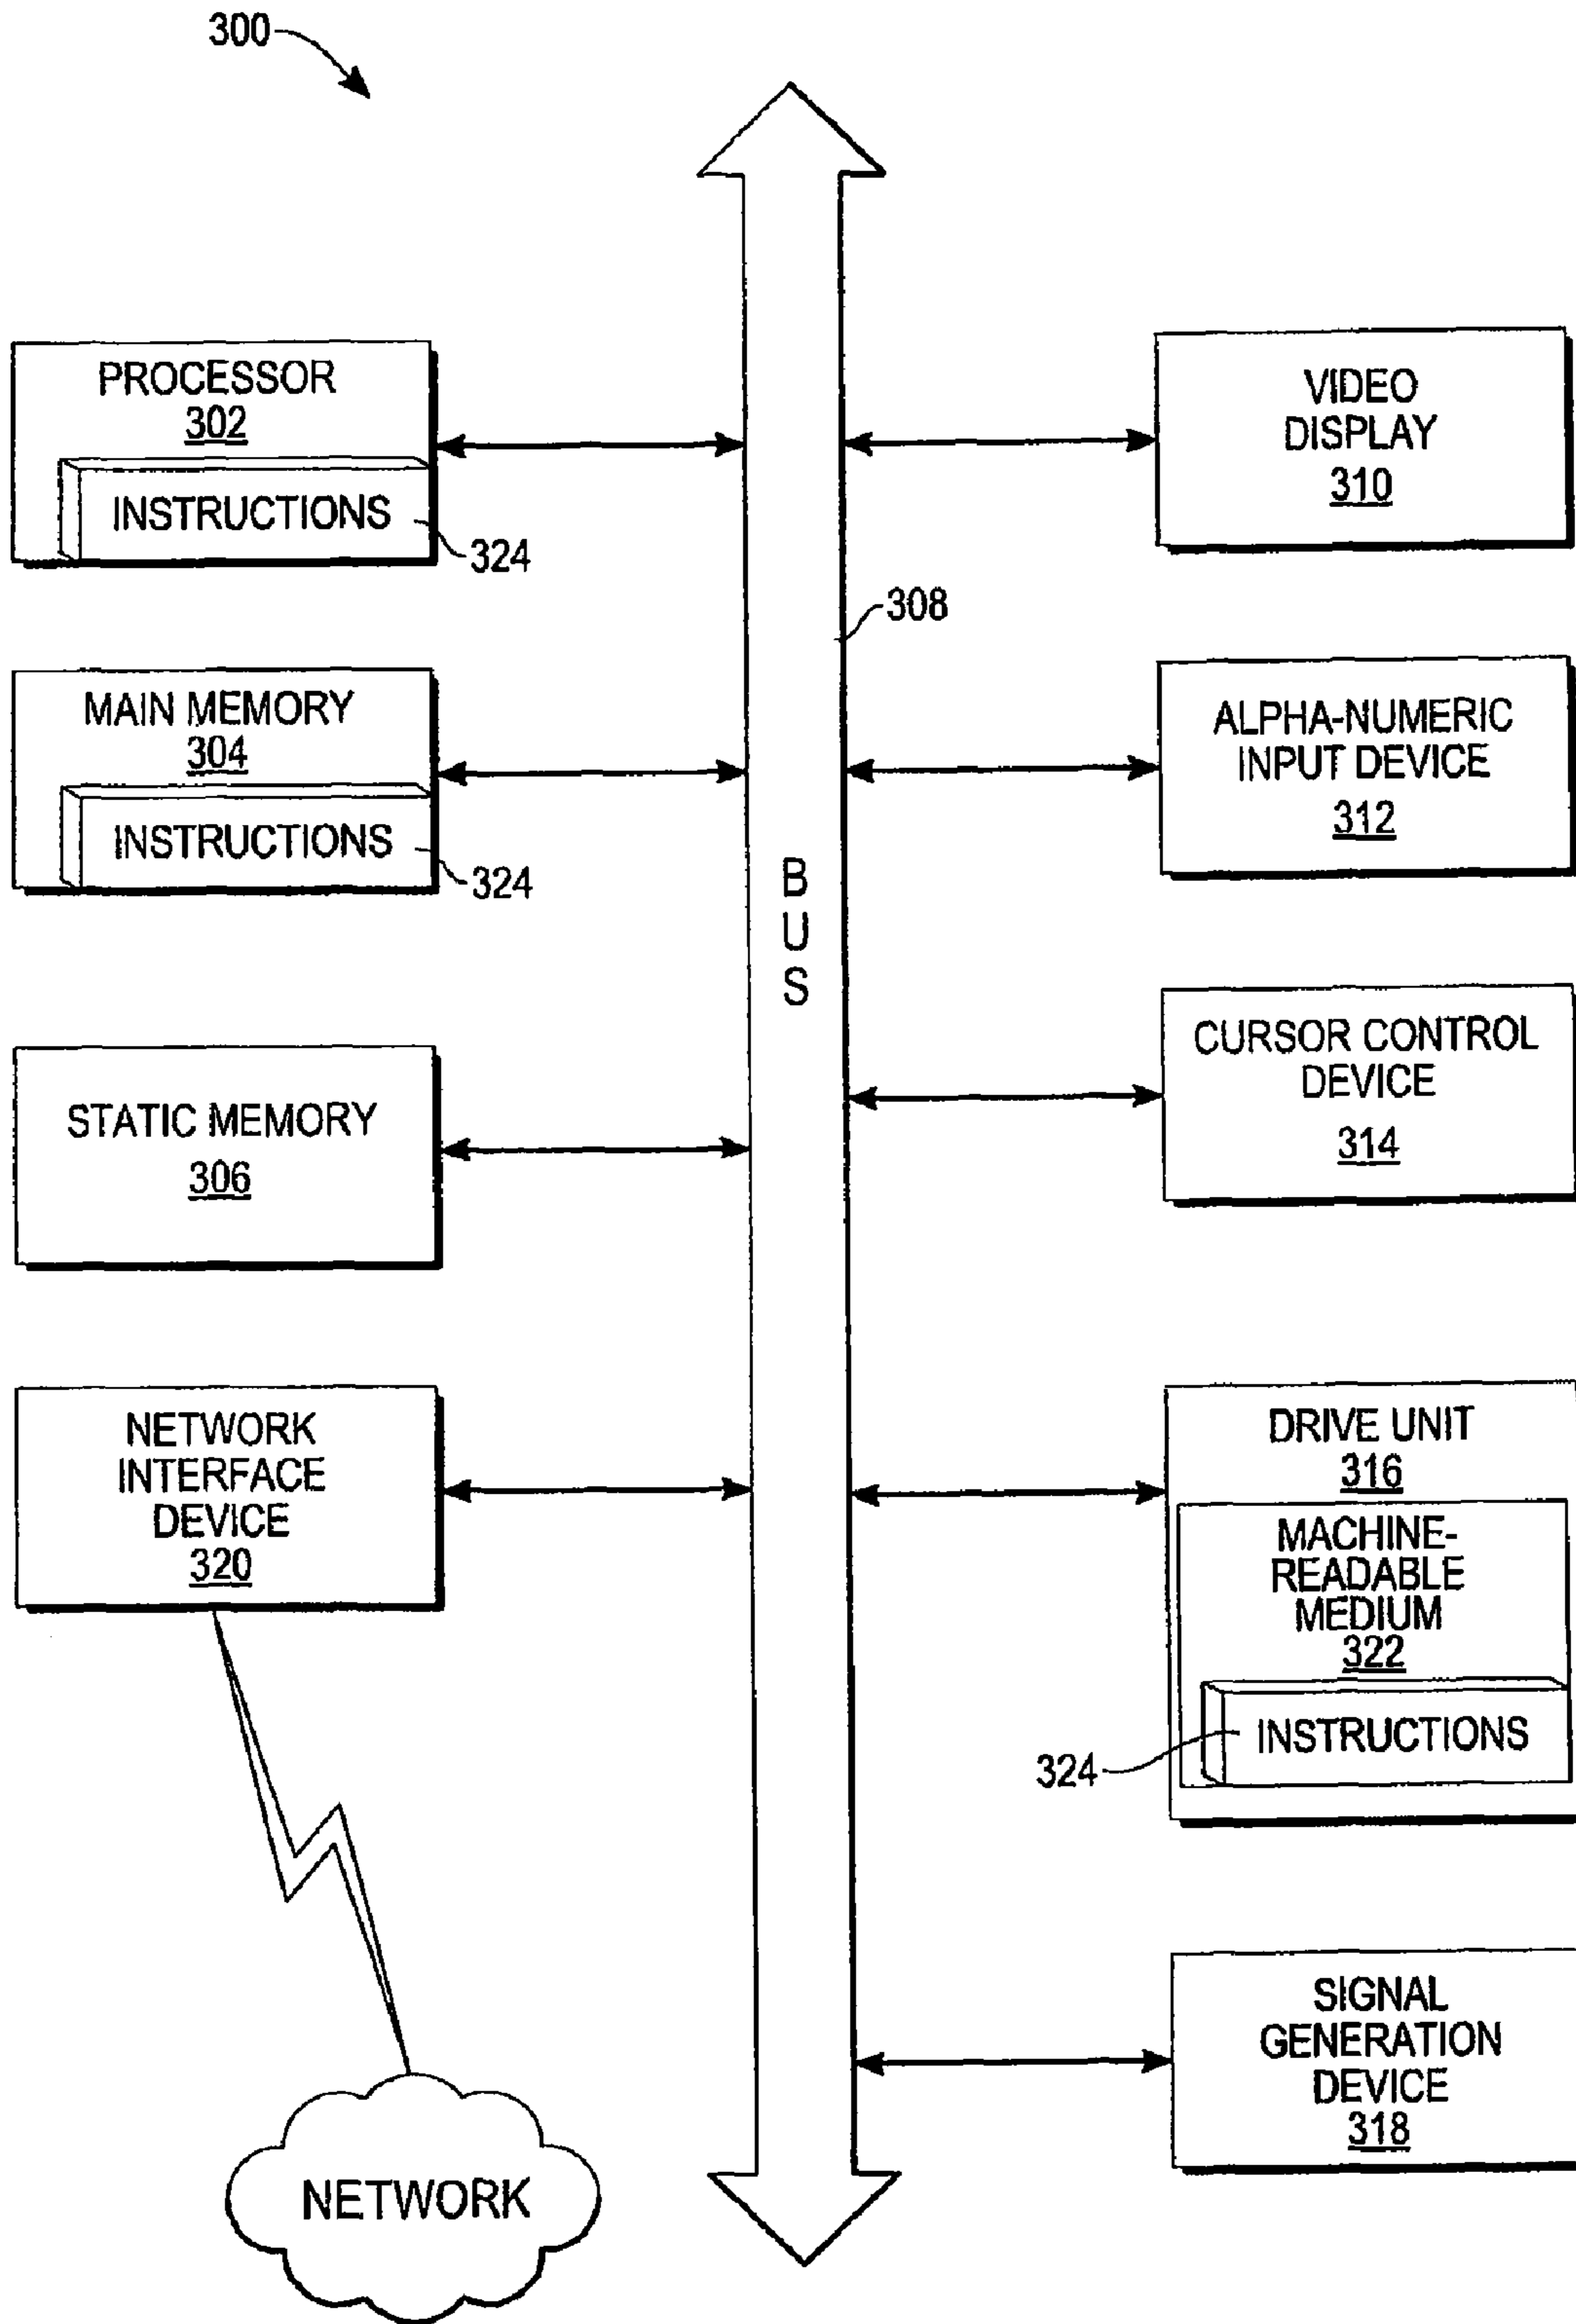 300
PROCESSOR
302
INSTRUCTIONS
324
MAIN MEMORY
304
INSTRUCTIONS
324
STATIC MEMORY
306
NETWORK
INTERFACE
DEVICE
320
NETWORK
308
B
U
S
VIDEO
DISPLAY
310
ALPHA-NUMERIC
INPUT DEVICE
312
CURSOR CONTROL
DEVICE
314
DRIVE UNIT
316
MACHINE-
READABLE
MEDIUM
322
INSTRUCTIONS
324
SIGNAL
GENERATION
DEVICE
318